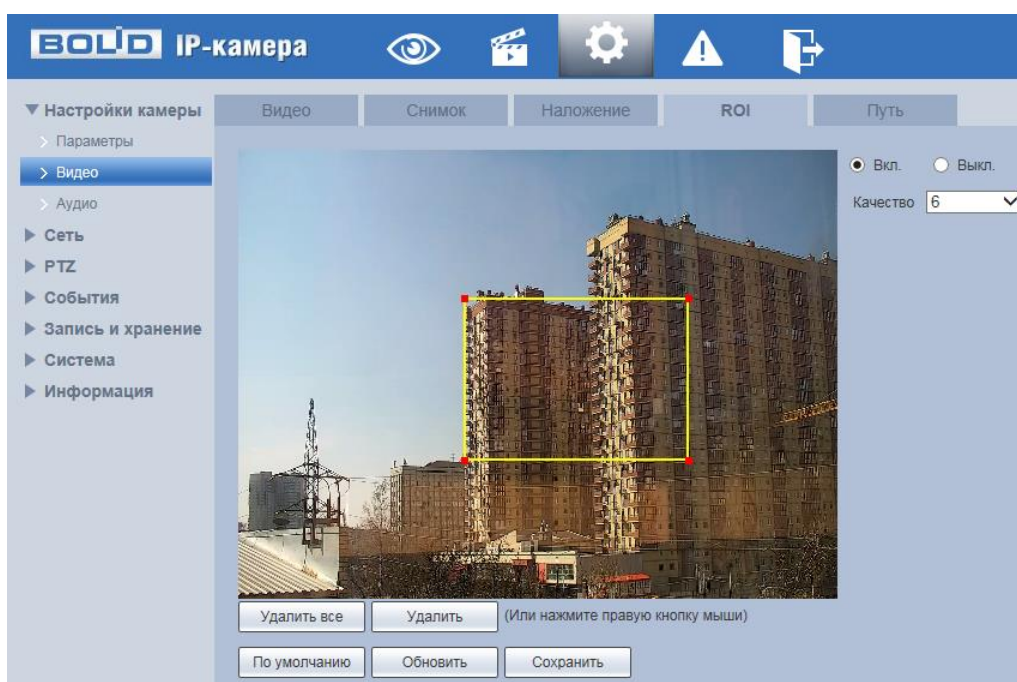 BOLID IP-камера
Настройки камеры
Параметры
Видео
Аудио
Сеть
PTZ
События
Запись и хранение
Система
Информация
Видео Снимок Наложение ROI Путь
Вкл. Выкл.
Качество 6
Удалить все Удалить (Или нажмите правую кнопку мыши)
По умолчанию Обновить Сохранить